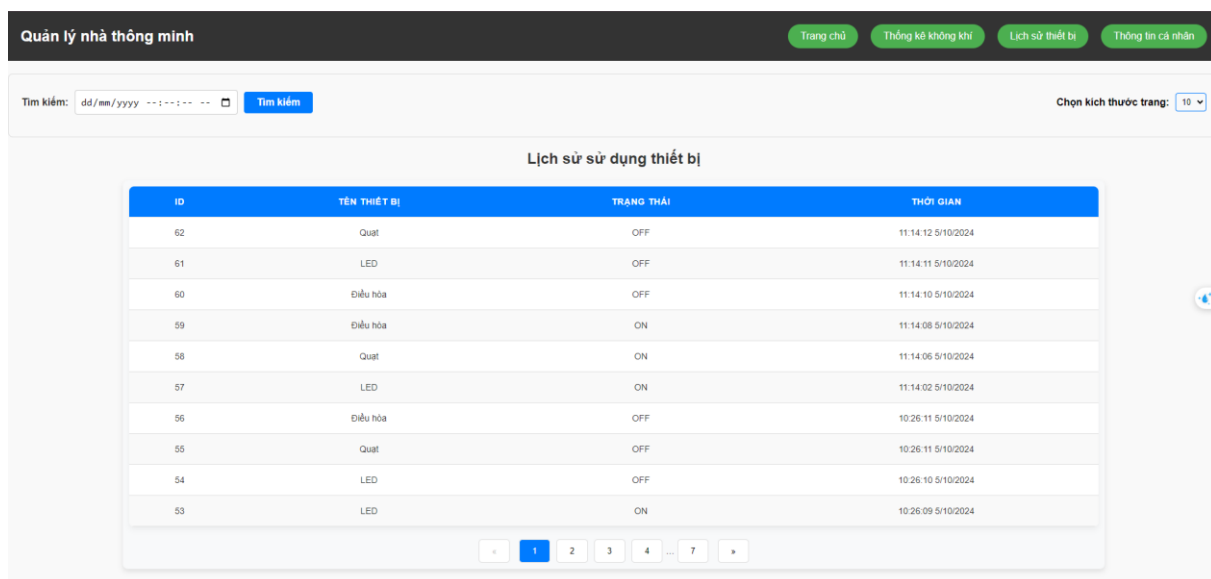 Quản lý nhà thông minh Trang chủ Thống kê không khí Lịch sử thiết bị Thông tin cá nhân
Tìm kiếm: dd/mm/yyyy --:--:-- -- Tìm kiếm Chọn kích thước trang: 10
Lịch sử sử dụng thiết bị
ID TÊN THIẾT BỊ TRẠNG THÁI THỜI GIAN
62 Quạt OFF 11:14:12 5/10/2024
61 LED OFF 11:14:11 5/10/2024
60 Điều hòa OFF 11:14:10 5/10/2024
59 Điều hòa ON 11:14:08 5/10/2024
58 Quạt ON 11:14:06 5/10/2024
57 LED ON 11:14:02 5/10/2024
56 Điều hòa OFF 10:26:11 5/10/2024
55 Quạt OFF 10:26:11 5/10/2024
54 LED OFF 10:26:10 5/10/2024
53 LED ON 10:26:09 5/10/2024
« 1 2 3 4 ... 7 »